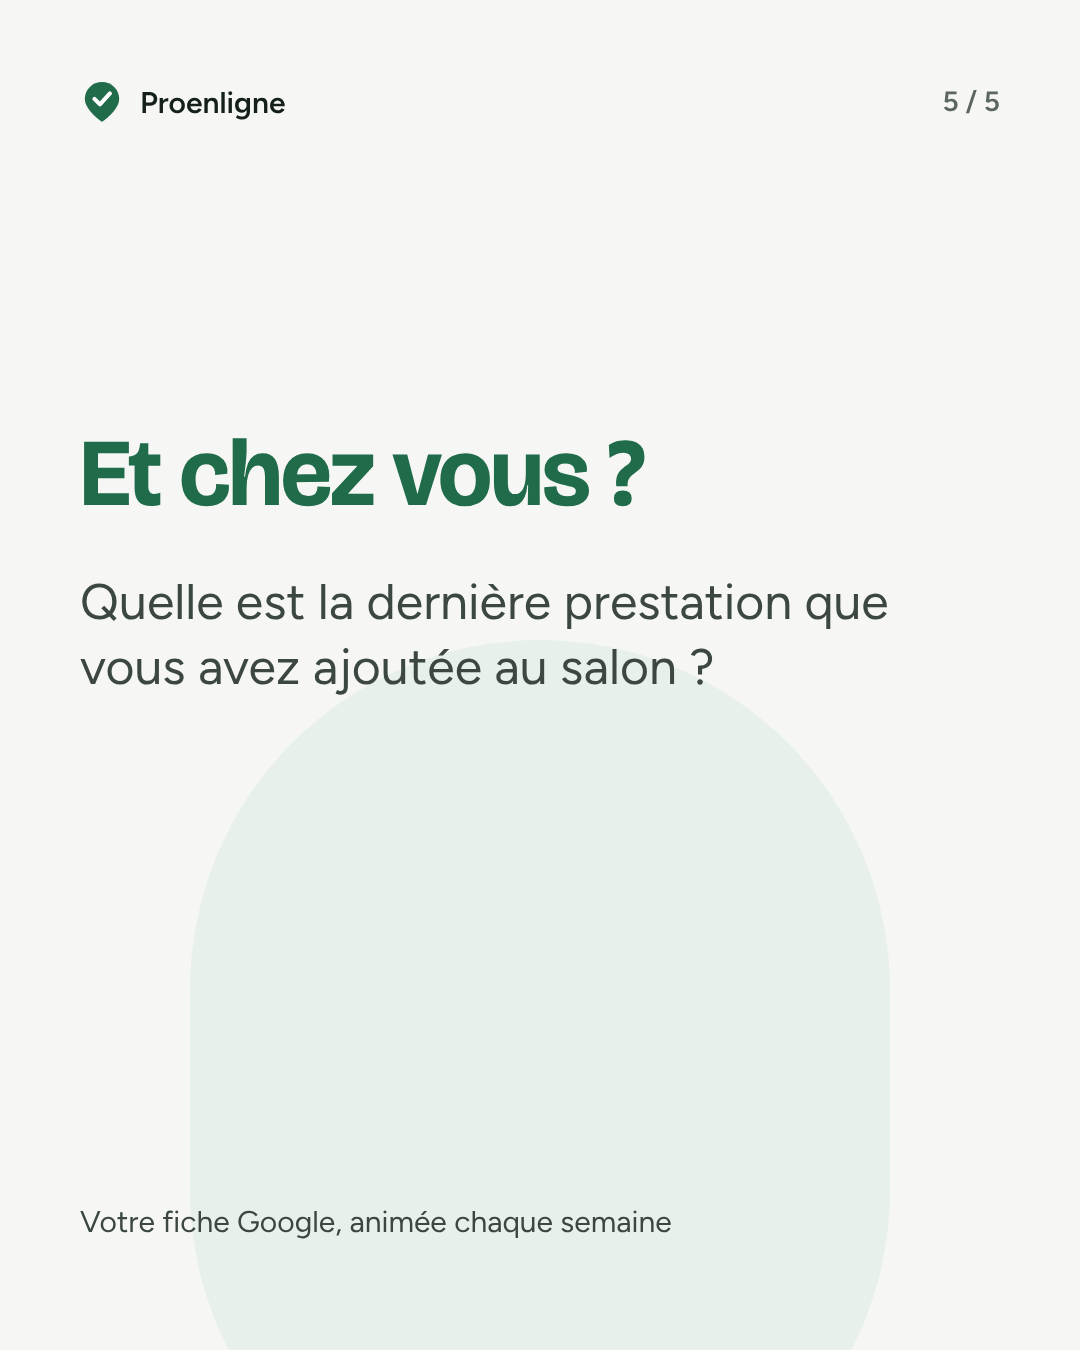 Proenligne
5 / 5
Et chez vous ?
Quelle est la dernière prestation que
vous avez ajoutée au salon ?
Votre fiche Google, animée chaque semaine